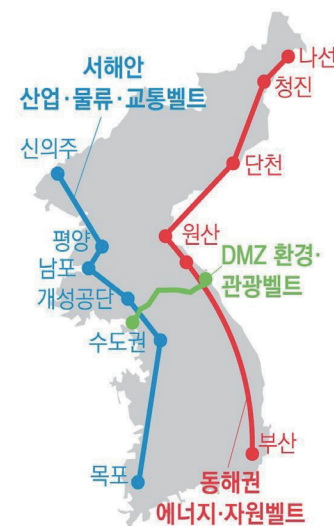 나선
서해안
산업·물류·교통벨트
청진
신의주
단천
원산
평양
DMZ 환경·
관광벨트
남포
개성공단
수도권
부산
목포
동해권
에너지·자원벨트